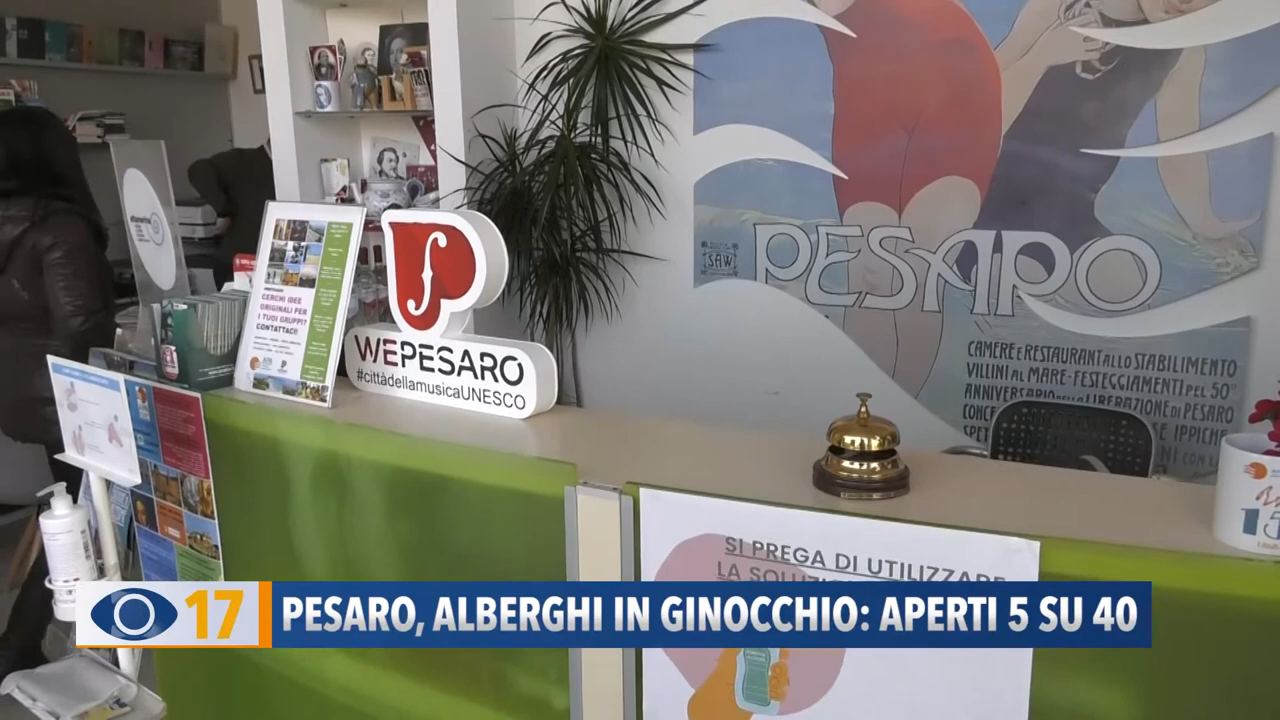 PESARO
SAW
CAMERE E RESTAURANT ALLO STABILIMENTO
VILLINI AL MARE-FESTEGGIAMENTI PEL 50°
ANNIVERSARIO DELLA LIBERAZIONE DI PESARO
CERCHI IDEE
ORIGINALI PER
I TUOI GRUPPI?
CONTATTACI!
WEPESARO
#cittàdellamusicaUNESCO
SI PREGA DI UTILIZZARE
17
PESARO, ALBERGHI IN GINOCCHIO: APERTI 5 SU 40